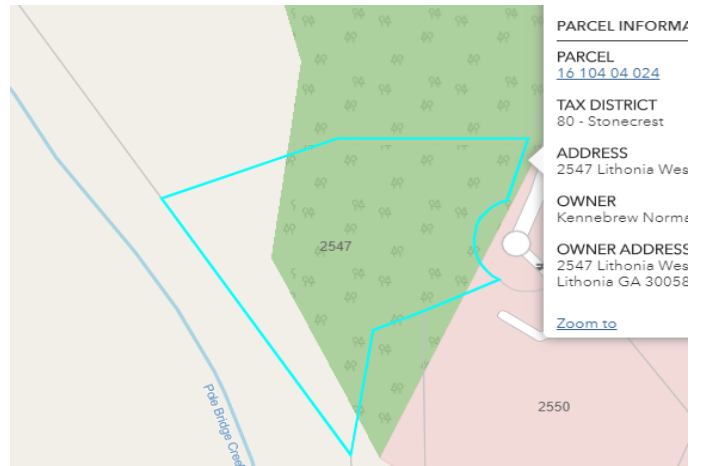 PARCEL INFORMA
PARCEL
16 104 04 024
TAX DISTRICT
80 - Stonecrest
ADDRESS
2547 Lithonia Wes
OWNER
Kennebrew Norma
OWNER ADDRESS
2547 Lithonia Wes
Lithonia GA 30058
Zoom to
2547
2550
Pole Bridge Cree